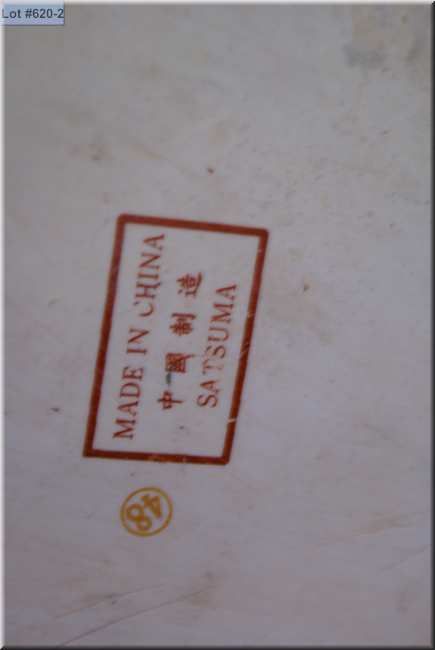 Lot #620-2
MADE IN CHINA
中國制造
SATSUMA
48